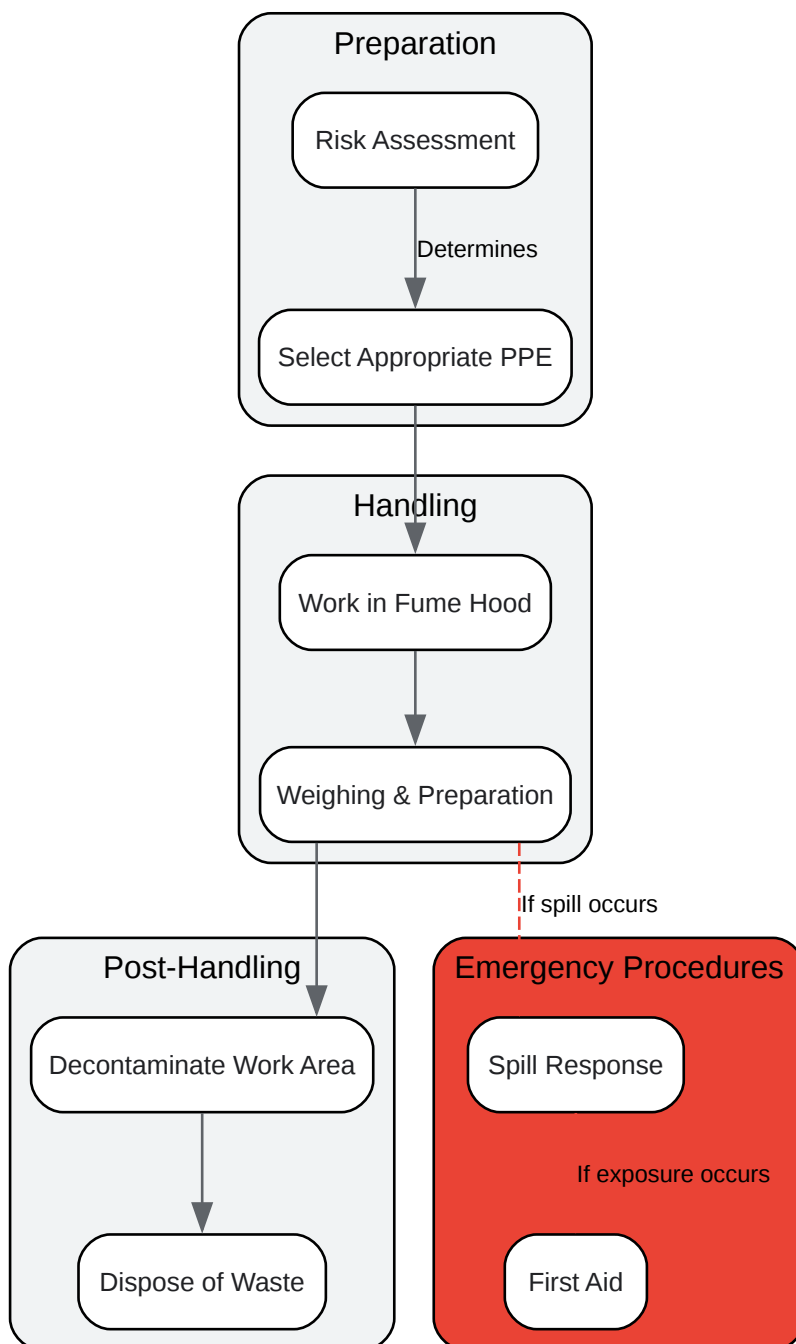 Preparation
Risk Assessment
Determines
Select Appropriate PPE
Handling
Work in Fume Hood
Weighing & Preparation
If spill occurs
Post-Handling
Decontaminate Work Area
Dispose of Waste
Emergency Procedures
Spill Response
If exposure occurs
First Aid